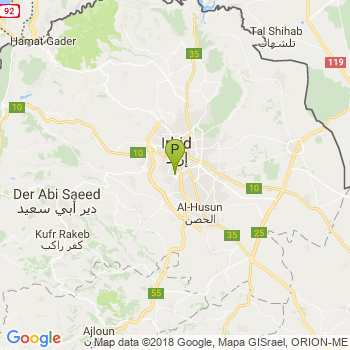 92
Hamat Gader
35
Tal Shihab
تلشهاب
119
10
P
Irbid
إربد
10
10
Der Abi Saeed
دير أبي سعيد
Al-Husun
الحصن
Kufr Rakeb
كفر راكب
35
25
55
Ajloun
Google
Map data ©2018 Google, Mapa GISrael, ORION-ME